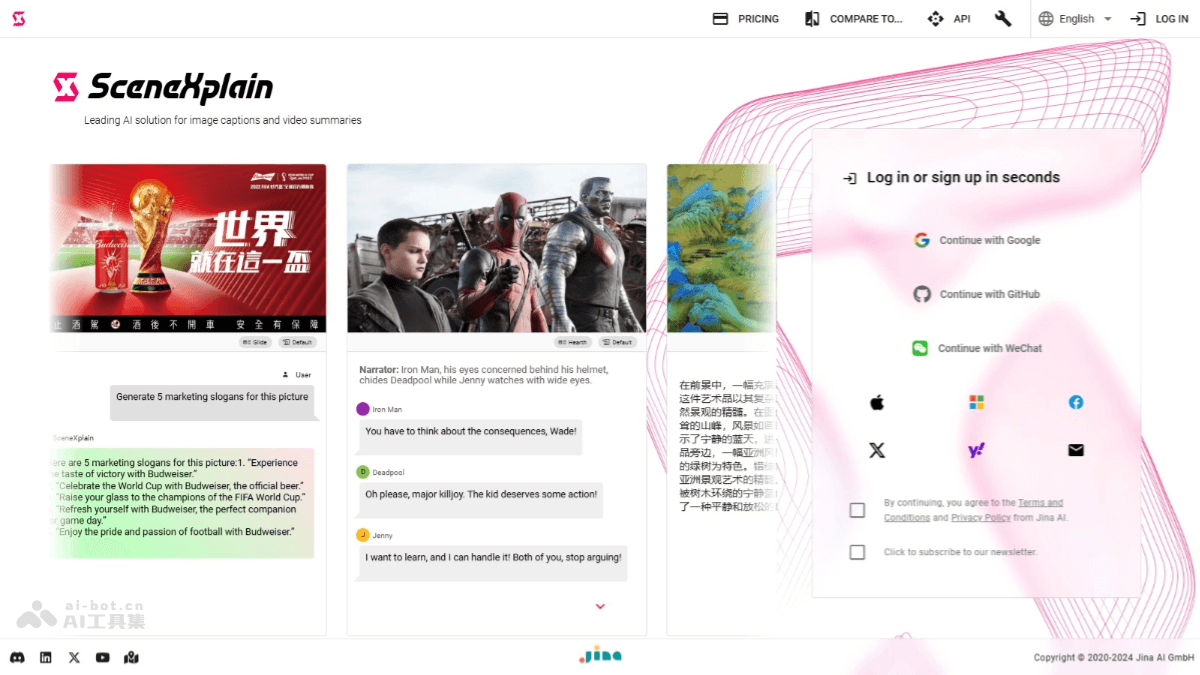 PRICING
COMPARE TO...
API
English
LOG IN
SceneXplain
Leading AI solution for image captions and video summaries
Budweiser
世界
就在這一盃
止酒駕 酒後不開車 安全有保障
Glide
Default
User
Generate 5 marketing slogans for this picture
SceneXplain
ere are 5 marketing slogans for this picture:1. "Experience
e taste of victory with Budweiser."
"Celebrate the World Cup with Budweiser, the official beer."
"Raise your glass to the champions of the FIFA World Cup."
"Refresh yourself with Budweiser, the perfect companion
r game day."
"Enjoy the pride and passion of football with Budweiser."
Hearth
Default
Narrator: Iron Man, his eyes concerned behind his helmet,
chides Deadpool while Jenny watches with wide eyes.
Iron Man
You have to think about the consequences, Wade!
D
Deadpool
Oh please, major killjoy. The kid deserves some action!
J
Jenny
I want to learn, and I can handle it! Both of you, stop arguing!
在前景中，一幅充
这件艺术品以其复杂
然景观的精髓。在
耸的山峰，风景如
示了宁静的蓝天，
品旁边，一幅亚洲风
的绿树为特色。
亚洲景观艺术的精
被树木环绕的宁静
了一种平静和放松的
Log in or sign up in seconds
Continue with Google
Continue with GitHub
Continue with WeChat
By continuing, you agree to the Terms and
Conditions and Privacy Policy from Jina AI.
Click to subscribe to our newsletter.
ai-bot.cn
AI工具集
Jina
Copyright © 2020-2024 Jina AI GmbH